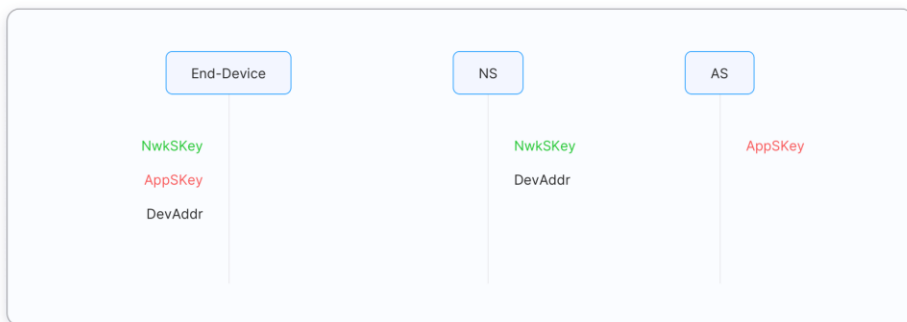 End-Device NS AS
NwkSKey NwkSKey AppSKey
AppSKey DevAddr
DevAddr